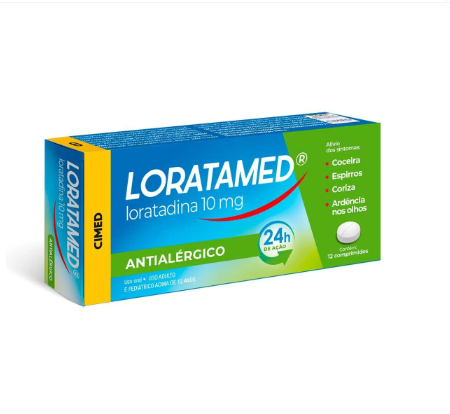 LORATAMED®
loratadina 10 mg
ANTIALÉRGICO
24h
DE AÇÃO
Uso oral • USO ADULTO
E PEDIÁTRICO ACIMA DE 12 ANOS
Alívio
dos sintomas
• Coceira
• Espirros
• Coriza
• Ardência
nos olhos
Contém
12 comprimidos
CIMED
LORATAMED®
loratadina 10 mg
ANTIALÉRGICO